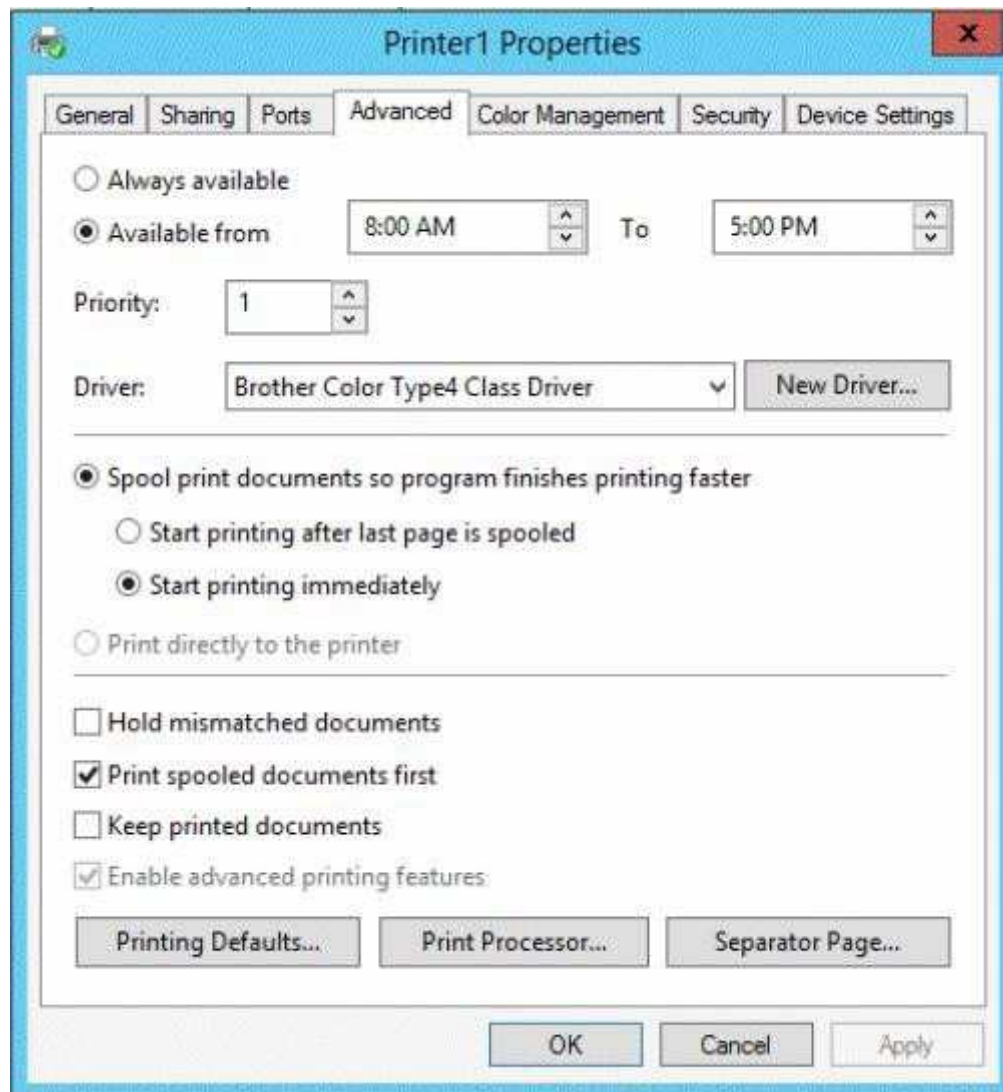 Printer1 Properties
x
General Sharing Ports Advanced Color Management Security Device Settings
Always available
Available from 8:00 AM To 5:00 PM
Priority: 1
Driver: Brother Color Type4 Class Driver New Driver...
Spool print documents so program finishes printing faster
Start printing after last page is spooled
Start printing immediately
Print directly to the printer
Hold mismatched documents
Print spooled documents first
Keep printed documents
Enable advanced printing features
Printing Defaults... Print Processor... Separator Page...
OK Cancel Apply